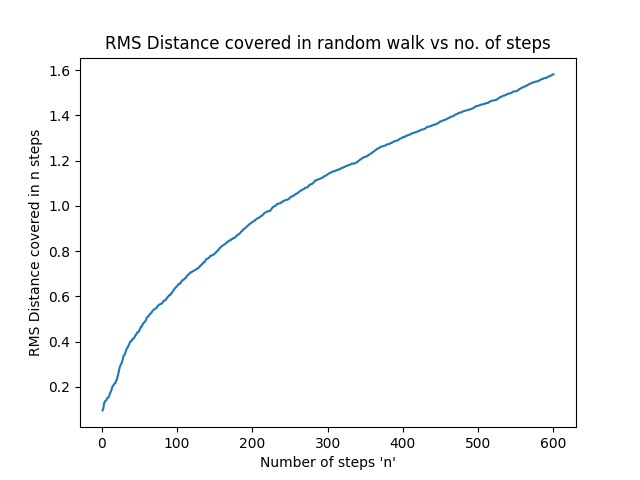 RMS Distance covered in random walk vs no. of steps
RMS Distance covered in n steps
1.6
1.4
1.2
1.0
0.8
0.6
0.4
0.2
0 100 200 300 400 500 600
Number of steps 'n'